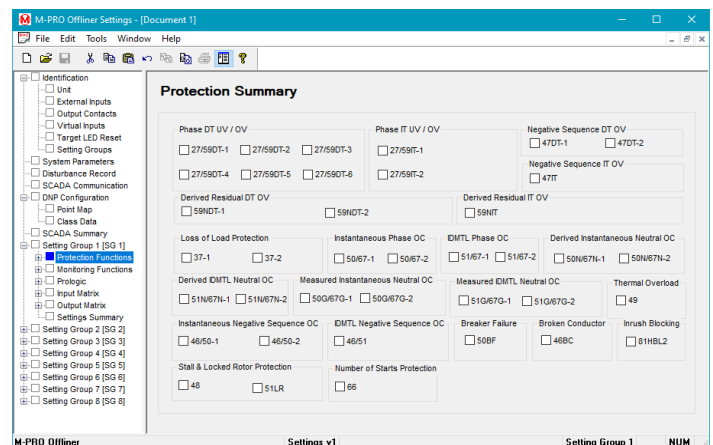 M-PRO Offliner Settings - [Document 1]
File Edit Tools Window Help
Identification
Unit
External Inputs
Output Contacts
Virtual Inputs
Target LED Reset
Setting Groups
System Parameters
Disturbance Record
SCADA Communication
DNP Configuration
Point Map
Class Data
SCADA Summary
Setting Group 1 [SG 1]
Protection Functions
Monitoring Functions
Prologic
Input Matrix
Output Matrix
Settings Summary
Setting Group 2 [SG 2]
Setting Group 3 [SG 3]
Setting Group 4 [SG 4]
Setting Group 5 [SG 5]
Setting Group 6 [SG 6]
Setting Group 7 [SG 7]
Setting Group 8 [SG 8]
Protection Summary
Phase DT UV / OV
27/59DT-1 27/59DT-2 27/59DT-3
27/59DT-4 27/59DT-5 27/59DT-6
Phase IT UV / OV
27/59IT-1
27/59IT-2
Negative Sequence DT OV
47DT-1 47DT-2
Negative Sequence IT OV
47IT
Derived Residual DT OV
59NDT-1 59NDT-2
Derived Residual IT OV
59NIT
Loss of Load Protection
37-1 37-2
Instantaneous Phase OC
50/67-1 50/67-2
IDMTL Phase OC
51/67-1 51/67-2
Derived Instantaneous Neutral OC
50N/67N-1 50N/67N-2
Derived IDMTL Neutral OC
51N/67N-1 51N/67N-2
Measured Instantaneous Neutral OC
50G/67G-1 50G/67G-2
Measured IDMTL Neutral OC
51G/67G-1 51G/67G-2
Thermal Overload
49
Instantaneous Negative Sequence OC
46/50-1 46/50-2
IDMTL Negative Sequence OC
46/51
Breaker Failure
50BF
Broken Conductor
46BC
Inrush Blocking
81HBL2
Stall & Locked Rotor Protection
48 51LR
Number of Starts Protection
66
M-PRO Offliner Settings v1 Setting Group 1 NUM